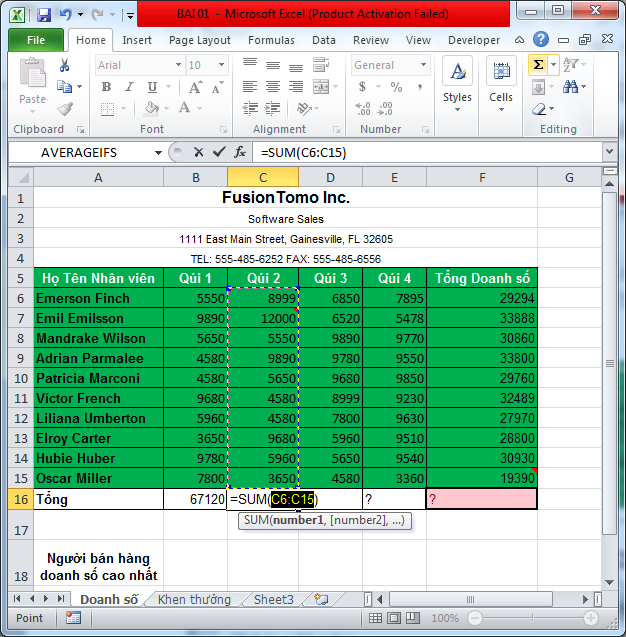 BAI 01 - Microsoft Excel (Product Activation Failed)
File Home Insert Page Layout Formulas Data Review View Developer
Paste
Clipboard
Arial 10
B I U
Font
Alignment
General
$ % ,
Number
Styles
Cells
Σ
Editing
AVERAGEIFS fx =SUM(C6:C15)
A B C D E F G
1 FusionTomo Inc.
2 Software Sales
3 1111 East Main Street, Gainesville, FL 32605
4 TEL: 555-485-6252 FAX: 555-485-6556
5 Họ Tên Nhân viên Qúi 1 Qúi 2 Qúi 3 Qúi 4 Tổng Doanh số
6 Emerson Finch 5550 8999 6850 7895 29294
7 Emil Emilsson 9890 12000 6520 5478 33888
8 Mandrake Wilson 5650 5550 9890 9770 30860
9 Adrian Parmalee 4580 9890 9780 9550 33800
10 Patricia Marconi 4580 5650 9680 9850 29760
11 Victor French 9680 4580 8999 9230 32489
12 Liliana Umberton 5960 4580 7800 9630 27970
13 Elroy Carter 3650 9680 5960 9510 28800
14 Hubie Huber 9780 5960 5650 9540 30930
15 Oscar Miller 7800 3650 4580 3360 19390
16 Tổng 67120 =SUM(C6:C15) ? ?
SUM(number1, [number2], ...)
17
Người bán hàng
18 doanh số cao nhất
Doanh số Khen thưởng Sheet3
Point 100%